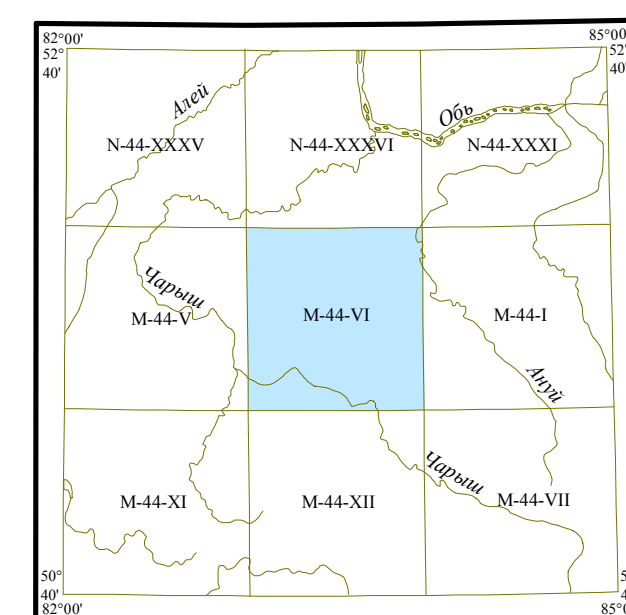 82°00'
85°00'
52°
40'
52°
40'
Алей
Обь
N-44-XXXV
N-44-XXXVI
N-44-XXXI
Чарыш
M-44-V
M-44-VI
M-44-I
Ануй
Чарыш
M-44-XI
M-44-XII
M-44-VII
50°
40'
82°00'